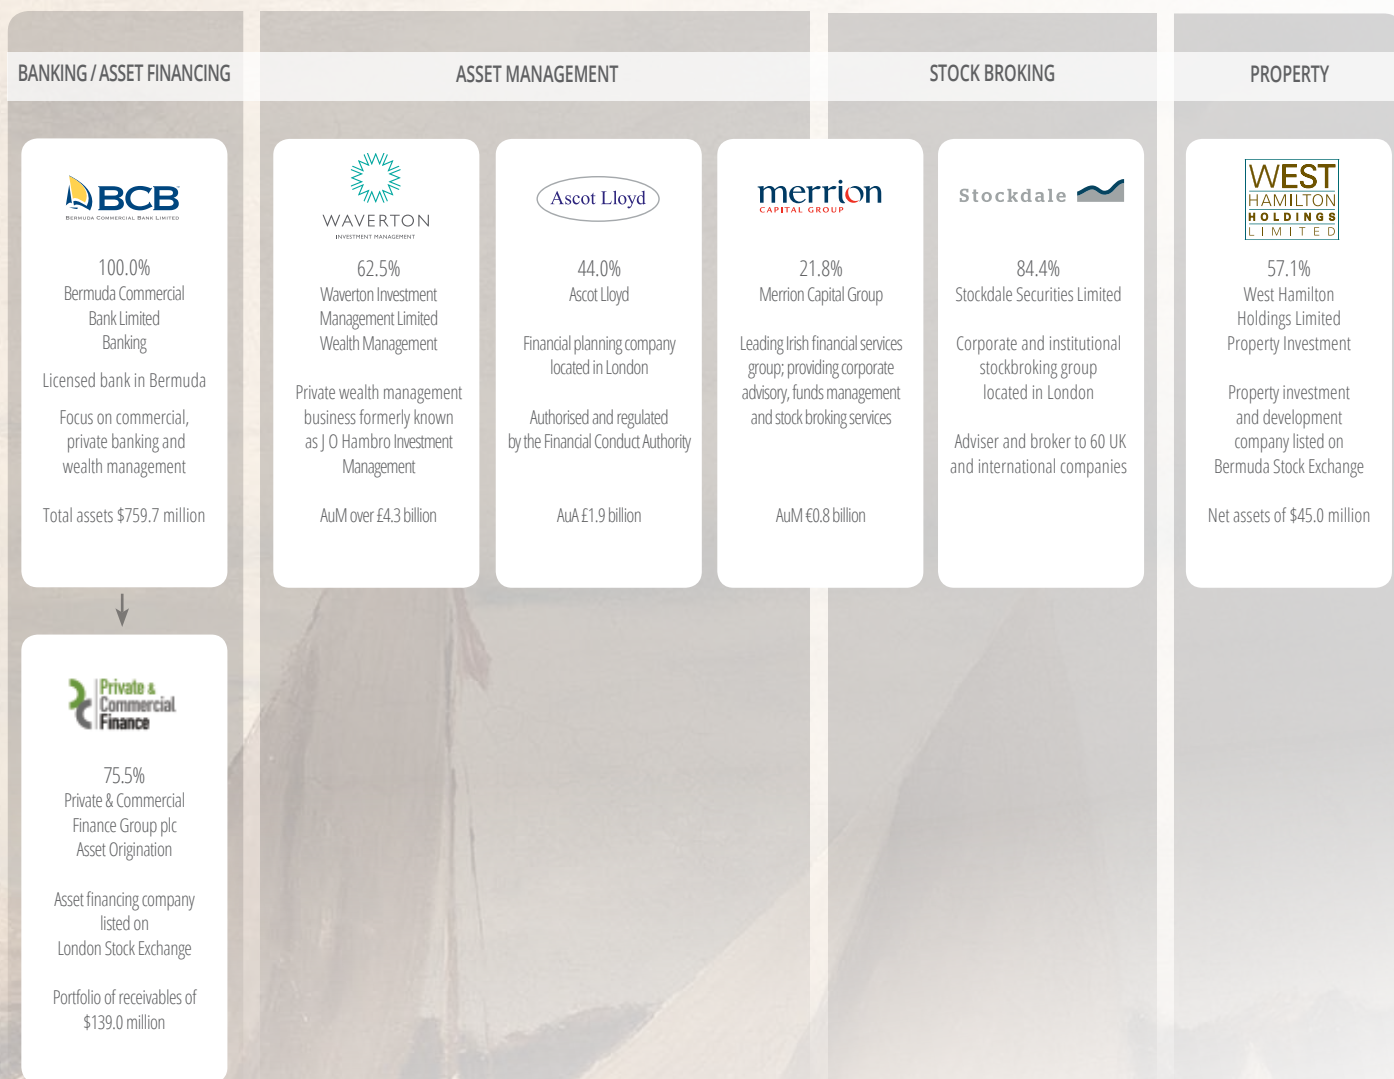 BANKING / ASSET FINANCING
BCB
BERMUDA COMMERCIAL BANK LIMITED
100.0%
Bermuda Commercial
Bank Limited
Banking
Licensed bank in Bermuda
Focus on commercial,
private banking and
wealth management
Total assets $759.7 million
Private &
Commercial
Finance
75.5%
Private & Commercial
Finance Group plc
Asset Origination
Asset financing company
listed on
London Stock Exchange
Portfolio of receivables of
$139.0 million
ASSET MANAGEMENT
WAVERTON
INVESTMENT MANAGEMENT
62.5%
Waverton Investment
Management Limited
Wealth Management
Private wealth management
business formerly known
as J O Hambro Investment
Management
AuM over £4.3 billion
Ascot Lloyd
44.0%
Ascot Lloyd
Financial planning company
located in London
Authorised and regulated
by the Financial Conduct Authority
AuA £1.9 billion
merrion
CAPITAL GROUP
21.8%
Merrion Capital Group
Leading Irish financial services
group; providing corporate
advisory, funds management
and stock broking services
AuM €0.8 billion
STOCK BROKING
Stockdale
84.4%
Stockdale Securities Limited
Corporate and institutional
stockbroking group
located in London
Adviser and broker to 60 UK
and international companies
PROPERTY
WEST
HAMILTON
HOLDINGS
LIMITED
57.1%
West Hamilton
Holdings Limited
Property Investment
Property investment
and development
company listed on
Bermuda Stock Exchange
Net assets of $45.0 million